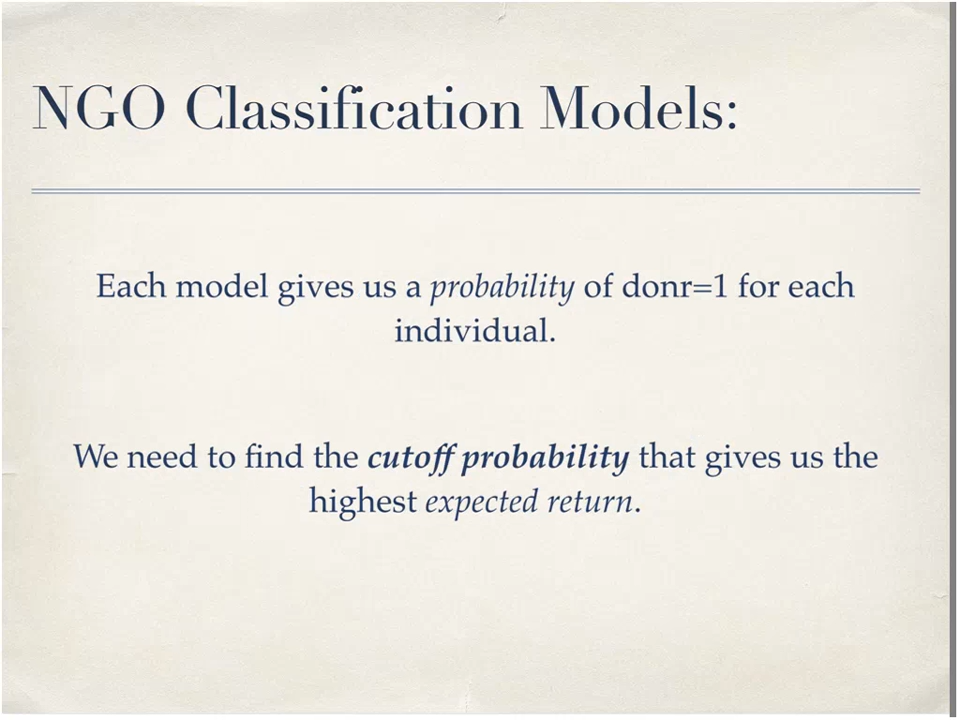 NGO Classification Models:
Each model gives us a probability of donr=1 for each
individual.
We need to find the cutoff probability that gives us the
highest expected return.